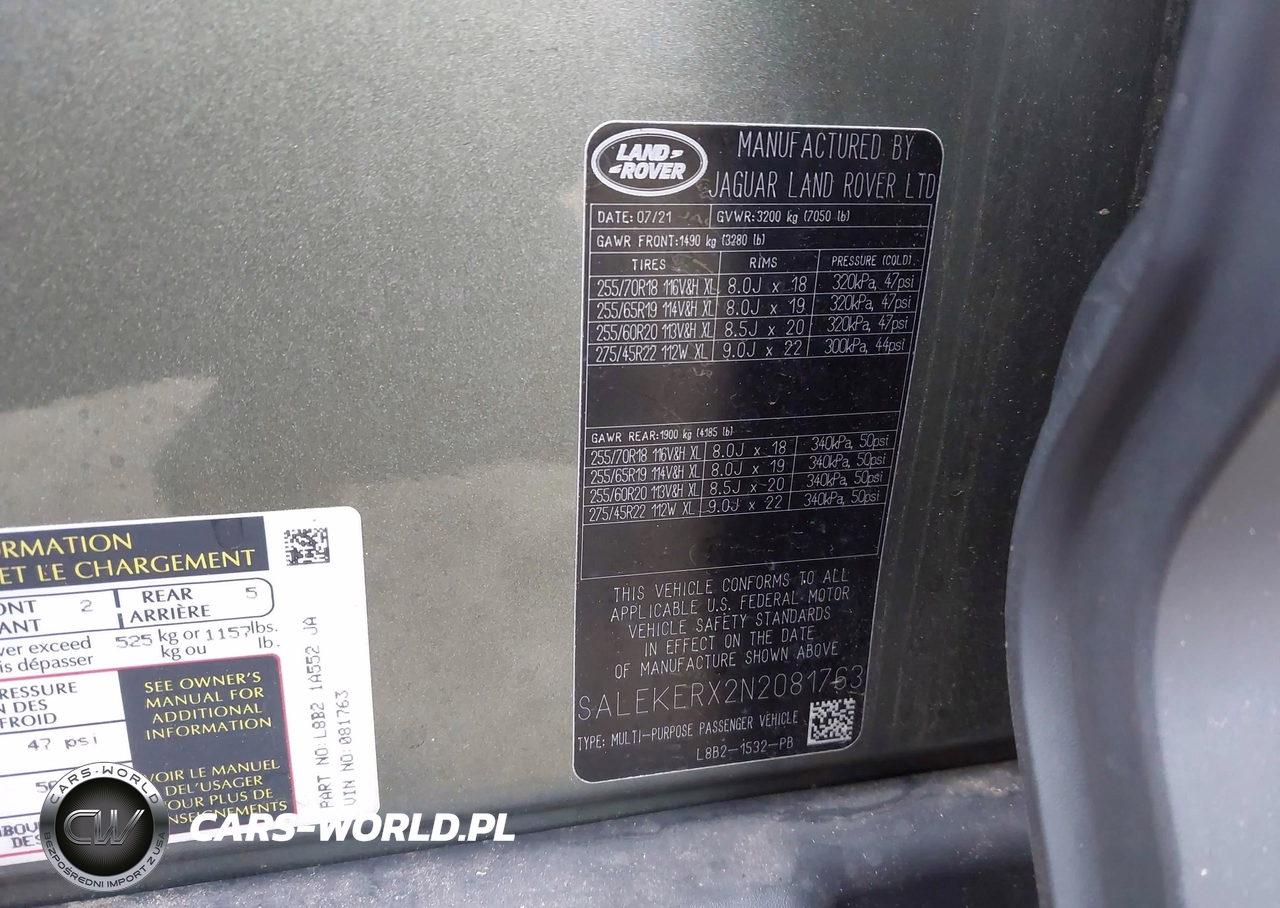 LAND ROVER
MANUFACTURED BY
JAGUAR LAND ROVER LTD
DATE: 07/21 GVWR:3200 kg (7050 lb)
GAWR FRONT:1490 kg (3280 lb)
TIRES RIMS PRESSURE (COLD)
255/70R18 116V&H XL 8.0J x 18 320kPa, 47psi
255/65R19 114V&H XL 8.0J x 19 320kPa, 47psi
255/60R20 113V&H XL 8.5J x 20 320kPa, 47psi
275/45R22 112W XL 9.0J x 22 300kPa, 44psi
GAWR REAR:1900 kg (4185 lb)
255/70R18 116V&H XL 8.0J x 18 340kPa, 50psi
255/65R19 114V&H XL 8.0J x 19 340kPa, 50psi
255/60R20 113V&H XL 8.5J x 20 340kPa, 50psi
275/45R22 112W XL 9.0J x 22 340kPa, 50psi
THIS VEHICLE CONFORMS TO ALL
APPLICABLE U.S. FEDERAL MOTOR
VEHICLE SAFETY STANDARDS
IN EFFECT ON THE DATE
OF MANUFACTURE SHOWN ABOVE
SALEKERX2N2081763
TYPE: MULTI-PURPOSE PASSENGER VEHICLE
L8B2-1532-PB
ORMATION
ET LE CHARGEMENT
ONT 2 REAR 5
ANT ARRIÈRE
ver exceed 525 kg or 1157 lbs.
is dépasser kg ou lb.
PRESSURE
N DES
FROID
47 psi
SEE OWNER'S
MANUAL FOR
ADDITIONAL
INFORMATION
VOIR LE MANUEL
DEL'USAGER
POUR PLUS DE
NSEIGNEMENTS
PART NO: L8B2 1A552 JA
VIN NO: 081763
CARS-WORLD
CW
BEZPOŚREDNI IMPORT Z USA
CARS-WORLD.PL